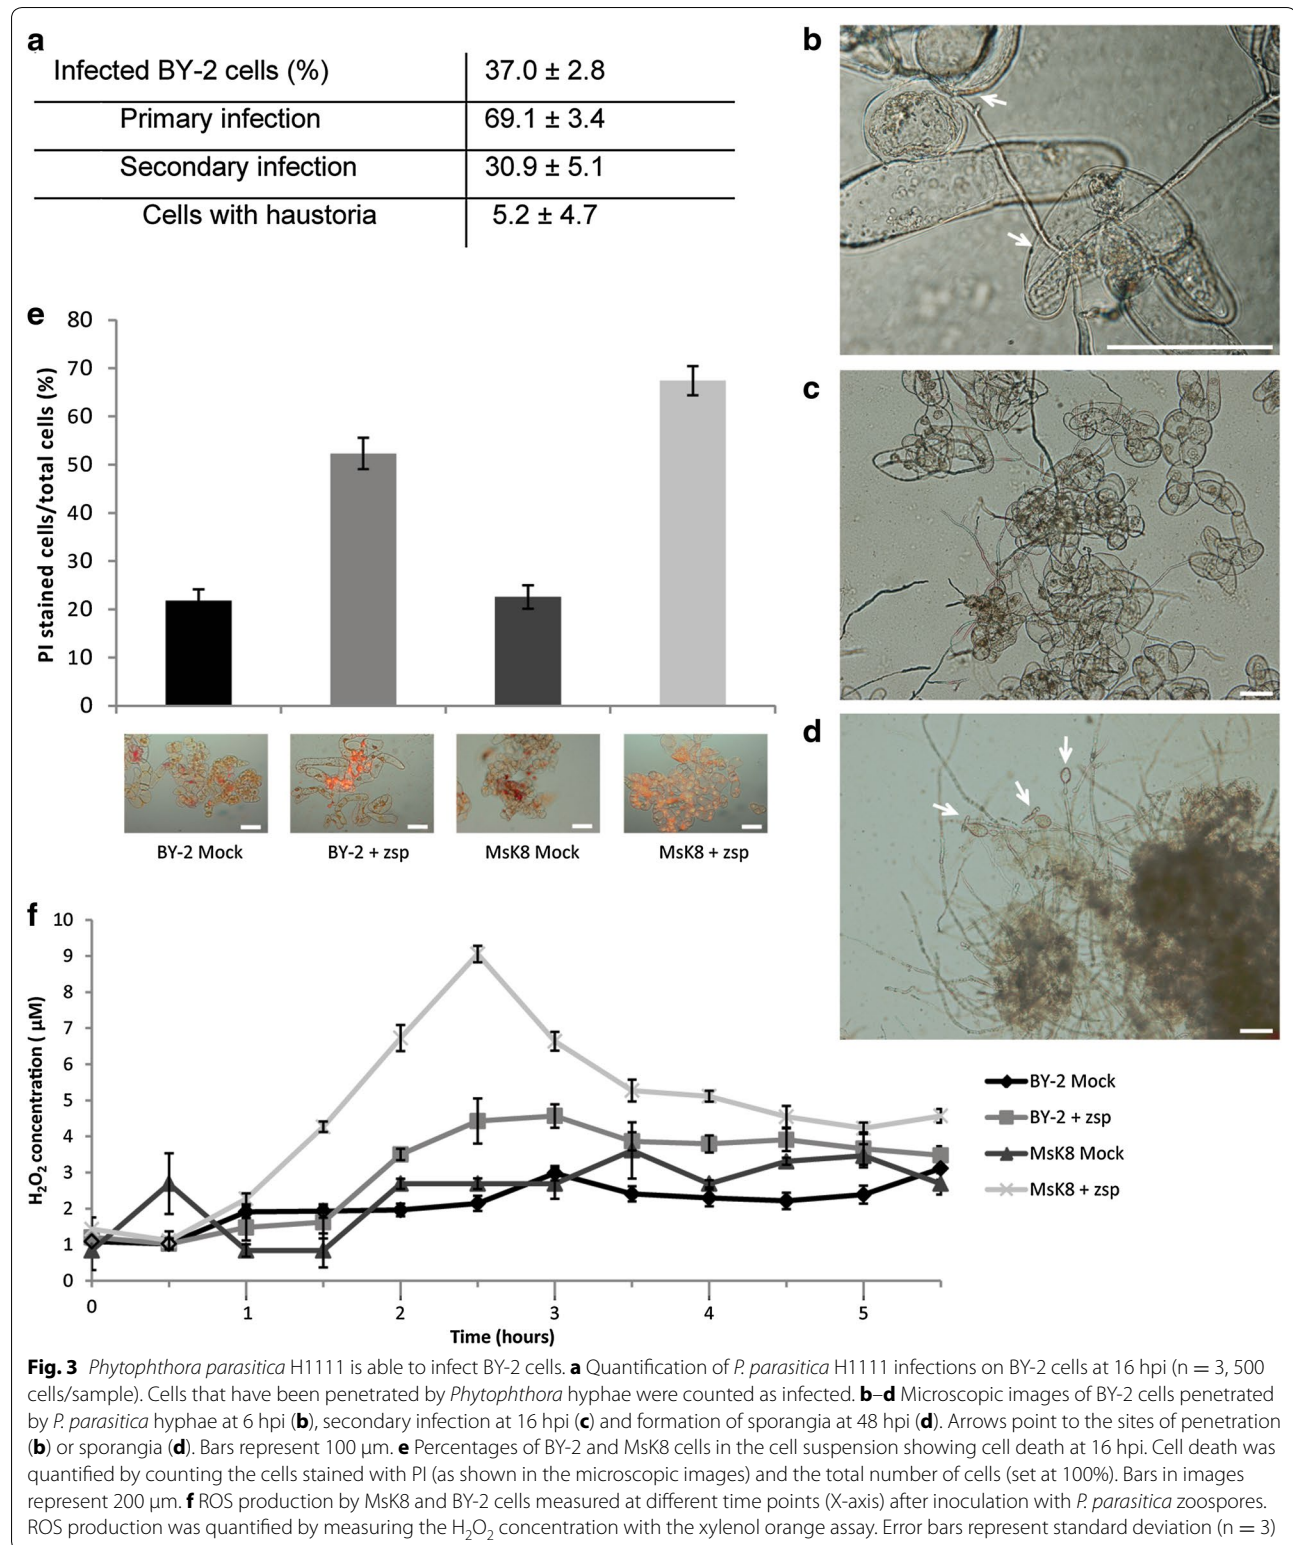 a
Infected BY-2 cells (%) 37.0 ± 2.8
Primary infection 69.1 ± 3.4
Secondary infection 30.9 ± 5.1
Cells with haustoria 5.2 ± 4.7
b
c
d
e
PI stained cells/total cells (%)
80
70
60
50
40
30
20
10
0
BY-2 Mock BY-2 + zsp MsK8 Mock MsK8 + zsp
f
H₂O₂ concentration ( µM)
10
9
8
7
6
5
4
3
2
1
0
0 1 2 3 4 5
Time (hours)
BY-2 Mock
BY-2 + zsp
MsK8 Mock
MsK8 + zsp
Fig. 3 Phytophthora parasitica H1111 is able to infect BY-2 cells. a Quantification of P. parasitica H1111 infections on BY-2 cells at 16 hpi (n = 3, 500
cells/sample). Cells that have been penetrated by Phytophthora hyphae were counted as infected. b–d Microscopic images of BY-2 cells penetrated
by P. parasitica hyphae at 6 hpi (b), secondary infection at 16 hpi (c) and formation of sporangia at 48 hpi (d). Arrows point to the sites of penetration
(b) or sporangia (d). Bars represent 100 µm. e Percentages of BY-2 and MsK8 cells in the cell suspension showing cell death at 16 hpi. Cell death was
quantified by counting the cells stained with PI (as shown in the microscopic images) and the total number of cells (set at 100%). Bars in images
represent 200 µm. f ROS production by MsK8 and BY-2 cells measured at different time points (X-axis) after inoculation with P. parasitica zoospores.
ROS production was quantified by measuring the H₂O₂ concentration with the xylenol orange assay. Error bars represent standard deviation (n = 3)